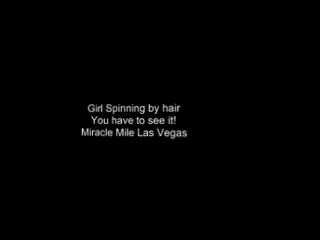 Girl Spinning by hair
You have to see it!
Miracle Mile Las Vegas